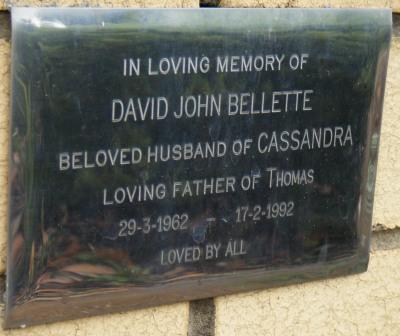 IN LOVING MEMORY OF
DAVID JOHN BELLETTE
BELOVED HUSBAND OF CASSANDRA
LOVING FATHER OF THOMAS
29-3-1962 - 17-2-1992
LOVED BY ALL